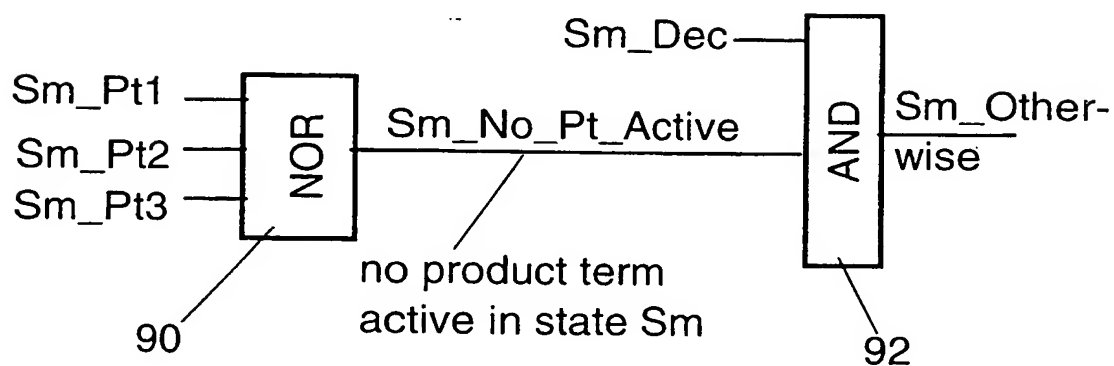 Sm_Dec
Sm_Pt1
Sm_Pt2
Sm_Pt3
NOR
Sm_No_Pt_Active
AND
Sm_Other-
wise
no product term
active in state Sm
90
92